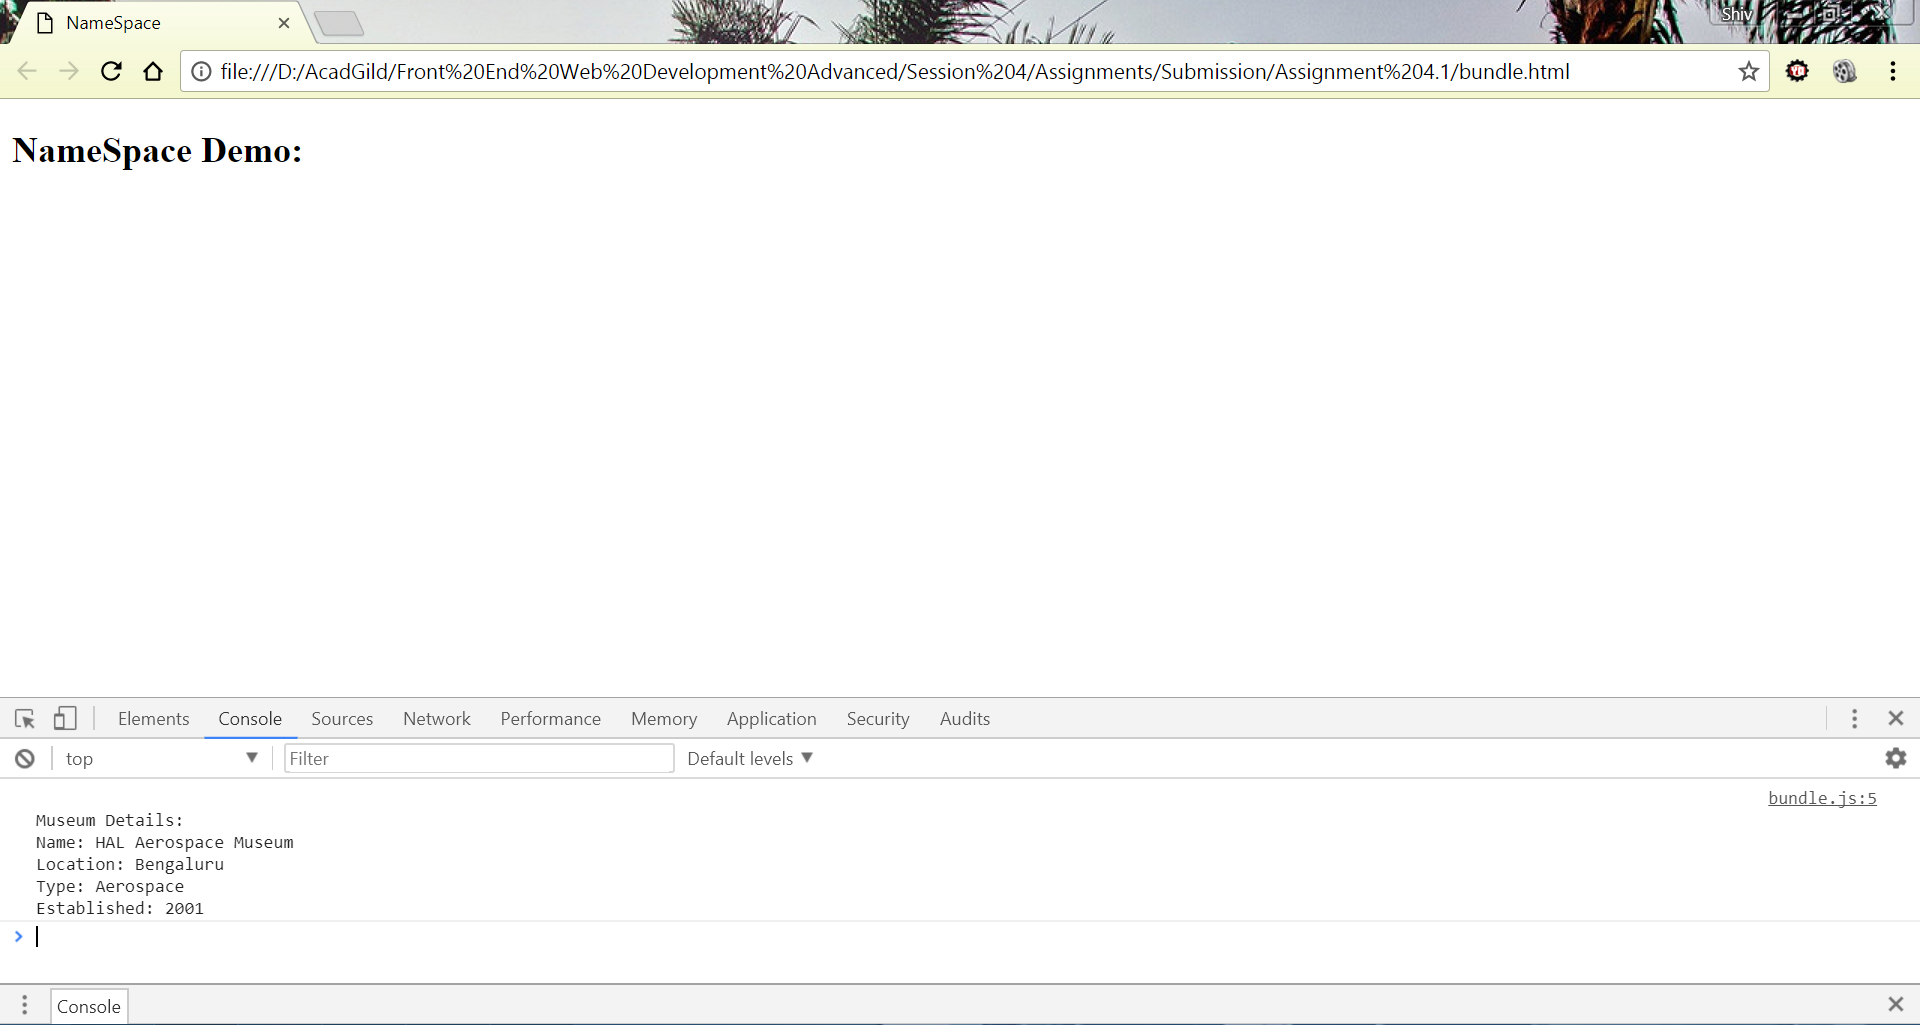 NameSpace
Shiv
file:///D:/AcadGild/Front%20End%20Web%20Development%20Advanced/Session%204/Assignments/Submission/Assignment%204.1/bundle.html
NameSpace Demo:
Elements Console Sources Network Performance Memory Application Security Audits
top Filter Default levels
bundle.js:5
Museum Details:
Name: HAL Aerospace Museum
Location: Bengaluru
Type: Aerospace
Established: 2001
Console